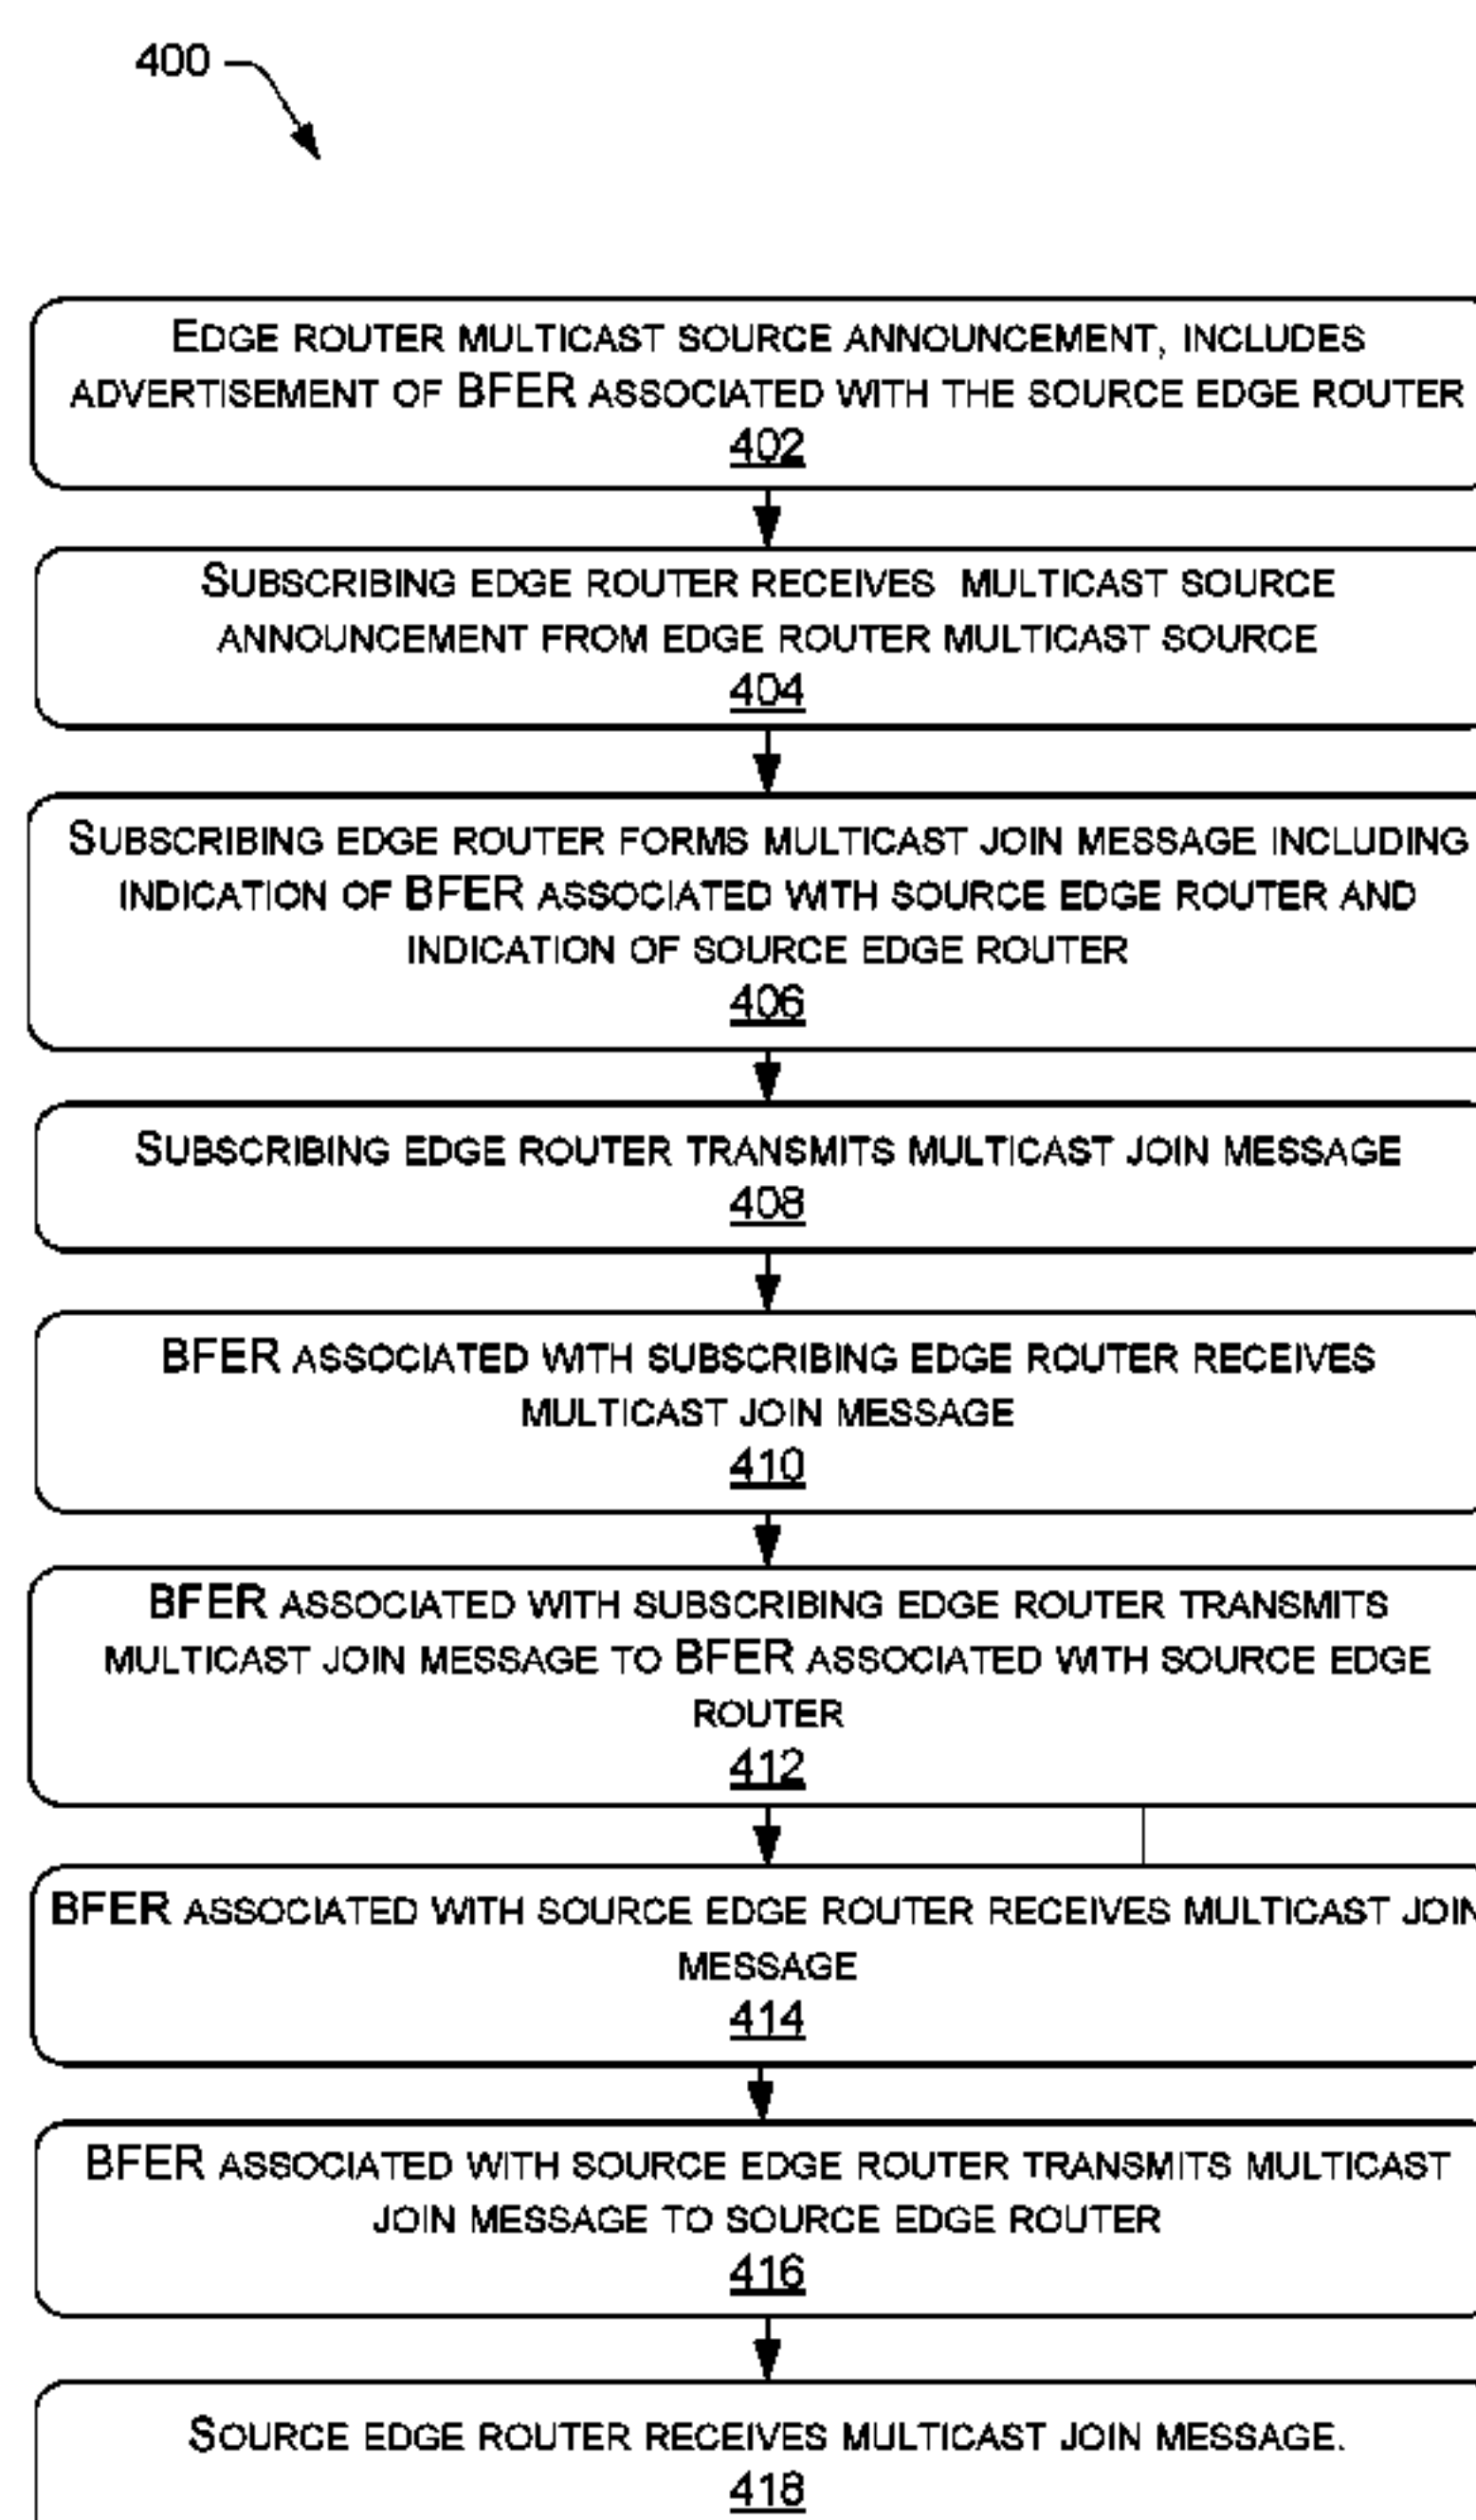 400
EDGE ROUTER MULTICAST SOURCE ANNOUNCEMENT, INCLUDES
ADVERTISEMENT OF BFER ASSOCIATED WITH THE SOURCE EDGE ROUTER
402
SUBSCRIBING EDGE ROUTER RECEIVES MULTICAST SOURCE
ANNOUNCEMENT FROM EDGE ROUTER MULTICAST SOURCE
404
SUBSCRIBING EDGE ROUTER FORMS MULTICAST JOIN MESSAGE INCLUDING
INDICATION OF BFER ASSOCIATED WITH SOURCE EDGE ROUTER AND
INDICATION OF SOURCE EDGE ROUTER
406
SUBSCRIBING EDGE ROUTER TRANSMITS MULTICAST JOIN MESSAGE
408
BFER ASSOCIATED WITH SUBSCRIBING EDGE ROUTER RECEIVES
MULTICAST JOIN MESSAGE
410
BFER ASSOCIATED WITH SUBSCRIBING EDGE ROUTER TRANSMITS
MULTICAST JOIN MESSAGE TO BFER ASSOCIATED WITH SOURCE EDGE
ROUTER
412
BFER ASSOCIATED WITH SOURCE EDGE ROUTER RECEIVES MULTICAST JOIN
MESSAGE
414
BFER ASSOCIATED WITH SOURCE EDGE ROUTER TRANSMITS MULTICAST
JOIN MESSAGE TO SOURCE EDGE ROUTER
416
SOURCE EDGE ROUTER RECEIVES MULTICAST JOIN MESSAGE.
418